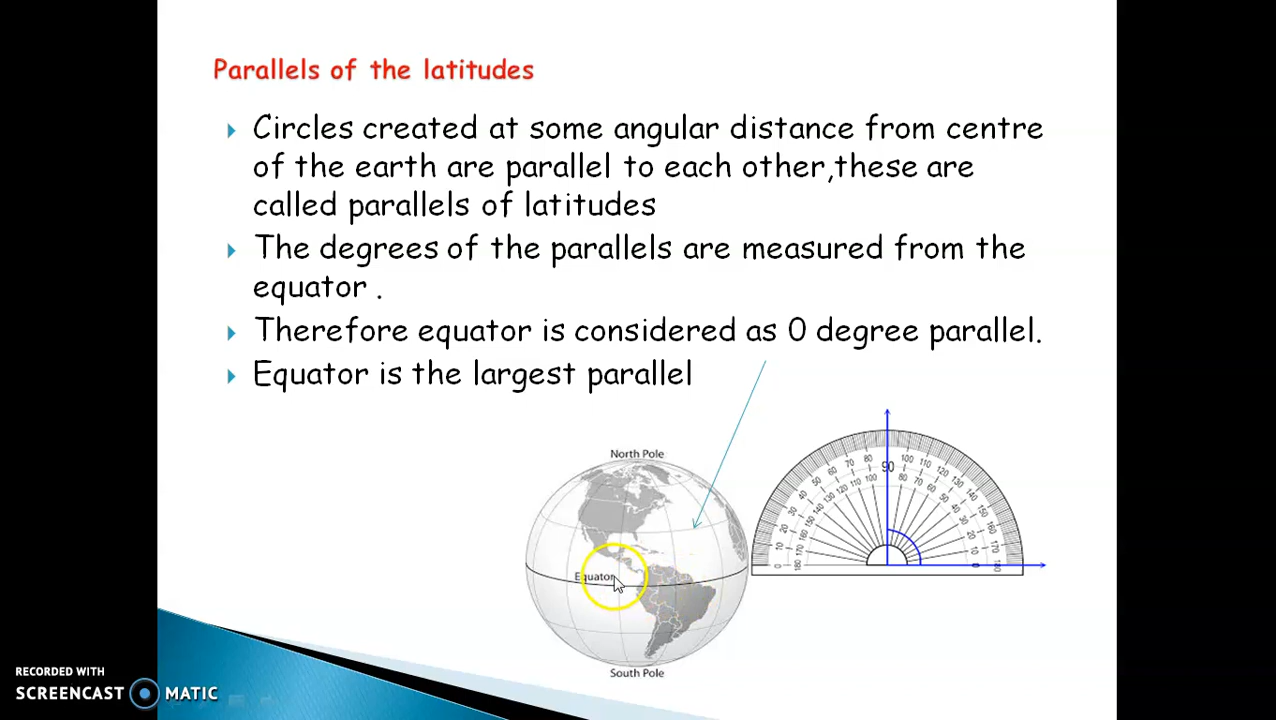 Parallels of the latitudes
Circles created at some angular distance from centre
of the earth are parallel to each other,these are
called parallels of latitudes
The degrees of the parallels are measured from the
equator .
Therefore equator is considered as 0 degree parallel.
Equator is the largest parallel
North Pole
Equator
South Pole
90
RECORDED WITH
SCREENCAST MATIC